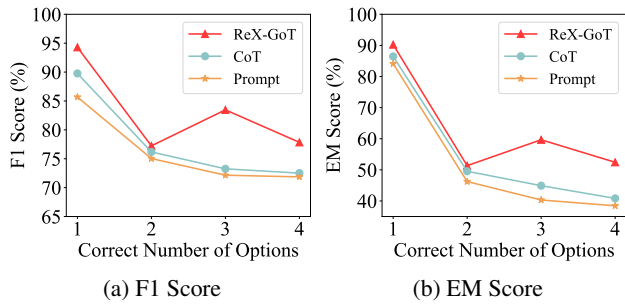 100
95
90
85
80
75
70
65
F1 Score (%)
ReX-GoT
CoT
Prompt
1 2 3 4
Correct Number of Options
(a) F1 Score
100
90
80
70
60
50
40
EM Score (%)
ReX-GoT
CoT
Prompt
1 2 3 4
Correct Number of Options
(b) EM Score